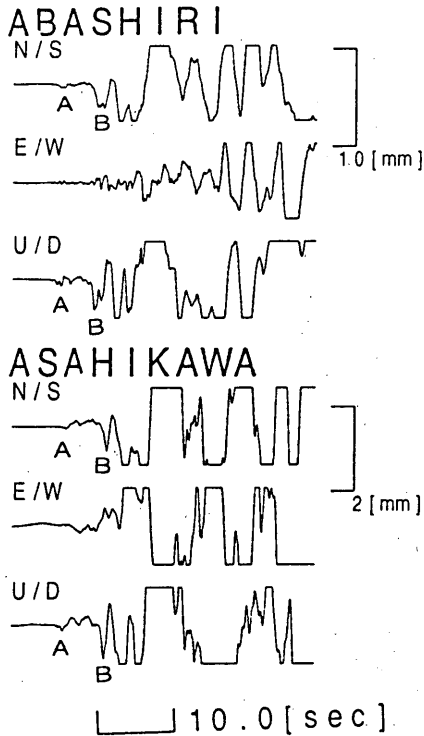 ABASHIRI
N/S
A
B
E/W
1.0 [mm]
U/D
A
B
ASAHIKAWA
N/S
A
B
E/W
2 [mm]
U/D
A
B
10.0[sec]